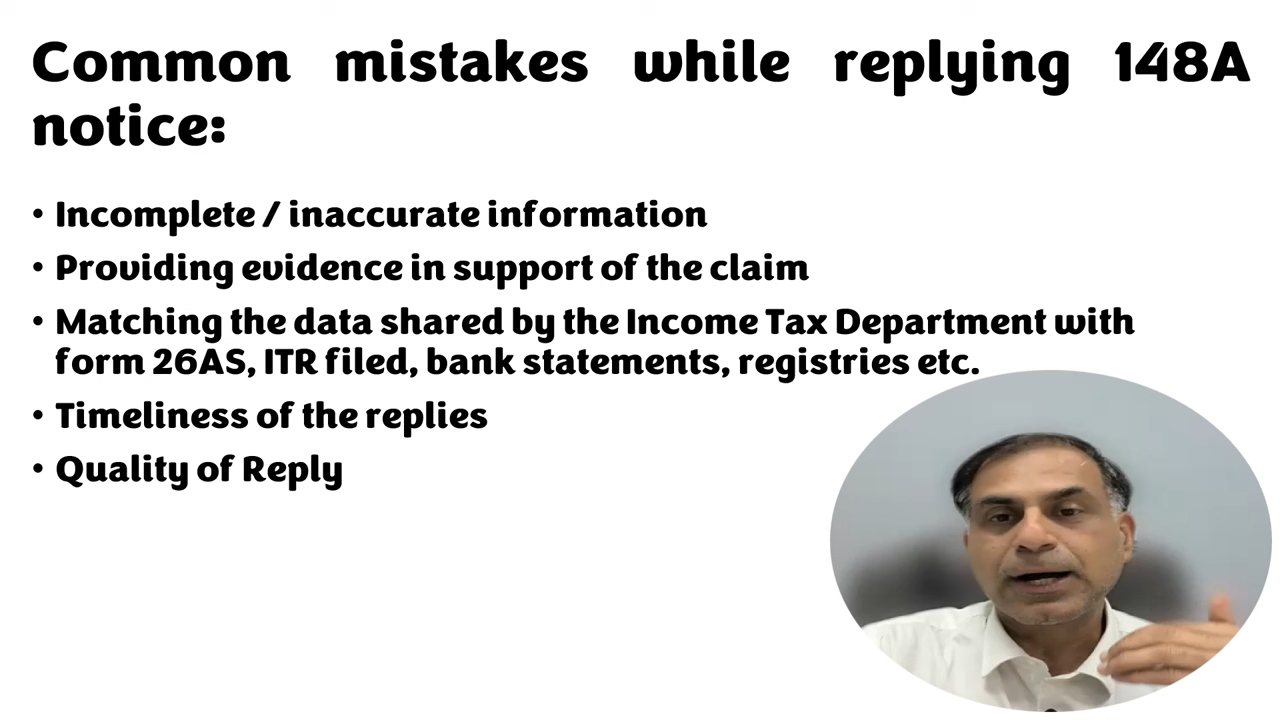 Common mistakes while replying 148A
notice:
• Incomplete / inaccurate information
• Providing evidence in support of the claim
• Matching the data shared by the Income Tax Department with
form 26AS, ITR filed, bank statements, registries etc.
• Timeliness of the replies
• Quality of Reply